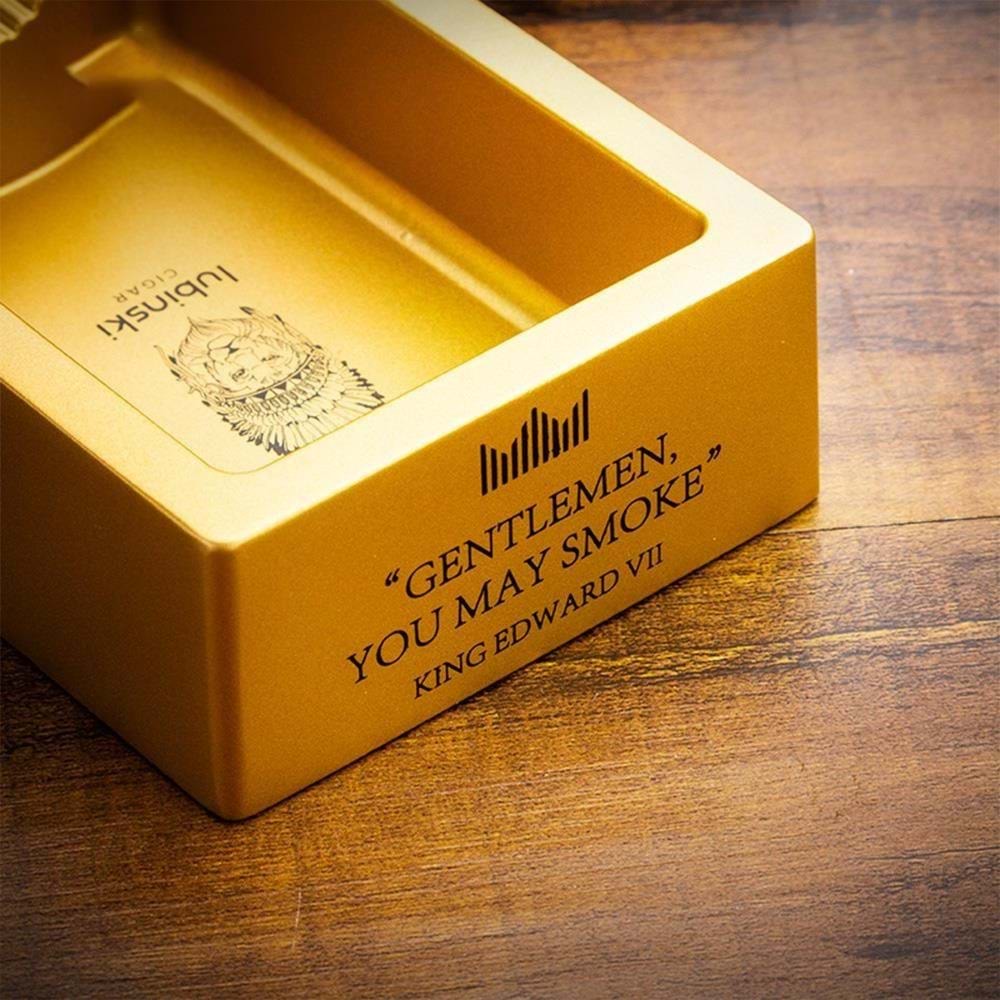 lubinski
CIGAR
“GENTLEMEN,
YOU MAY SMOKE”
KING EDWARD VII